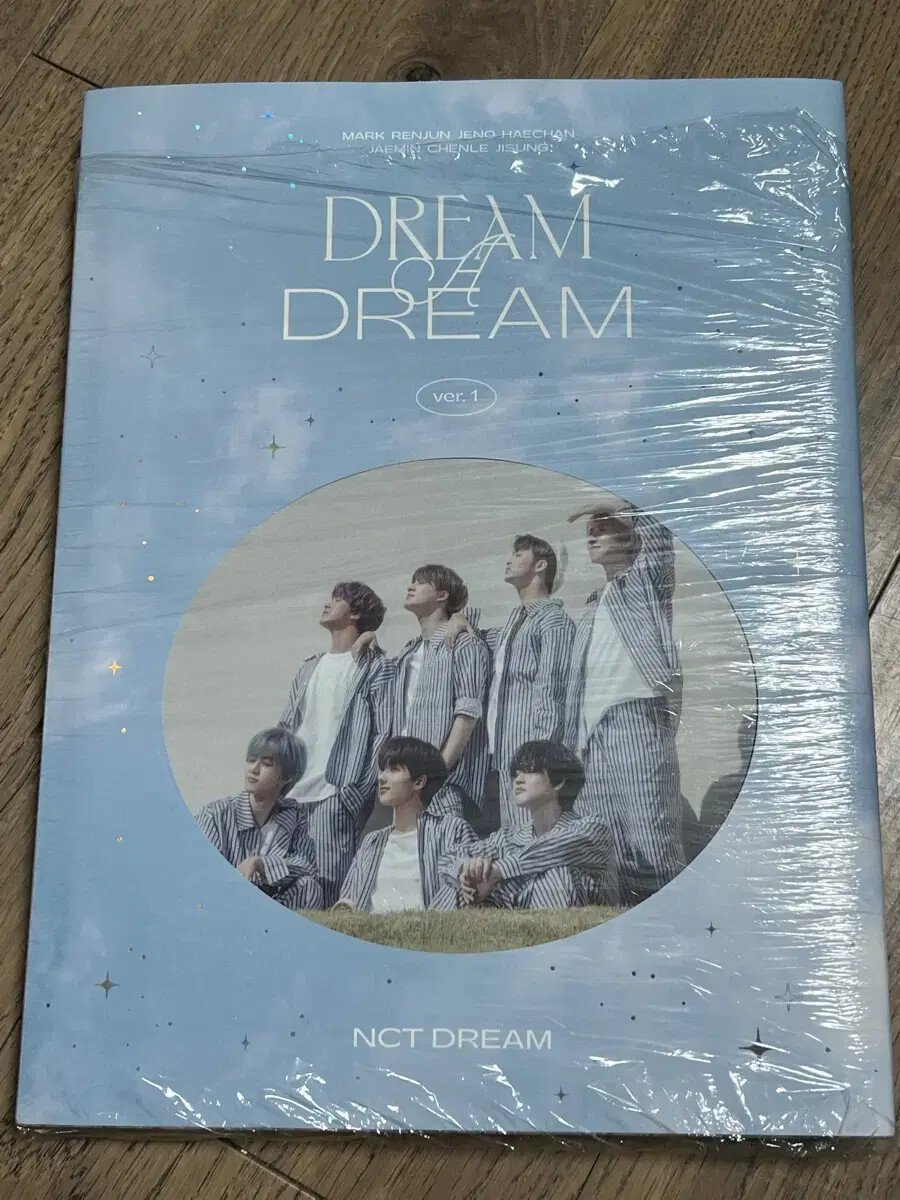 MARK RENJUN JENO HAECHAN
JAEMIN CHENLE JISUNG
DREAM
A
DREAM
ver. 1
NCT DREAM